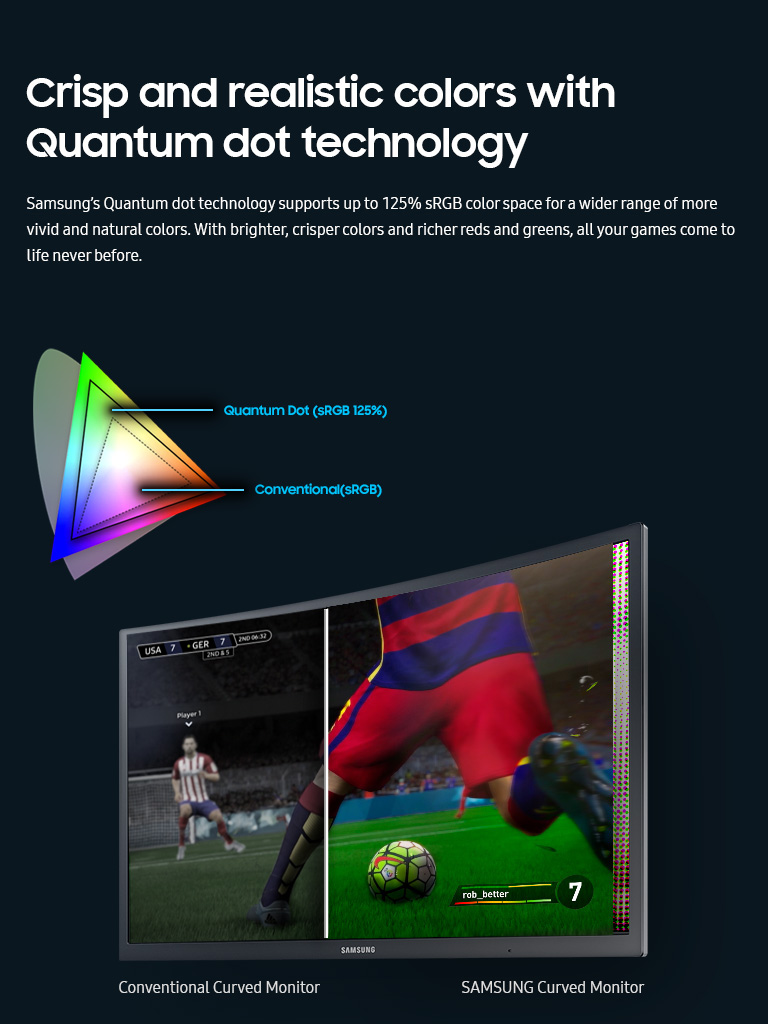 Crisp and realistic colors with
Quantum dot technology
Samsung's Quantum dot technology supports up to 125% sRGB color space for a wider range of more
vivid and natural colors. With brighter, crisper colors and richer reds and greens, all your games come to
life never before.
Quantum Dot (sRGB 125%)
Conventional(sRGB)
USA 7 • GER 7 2ND 06:32
2ND & 5
Player 1
rob_better 7
SAMSUNG
Conventional Curved Monitor SAMSUNG Curved Monitor